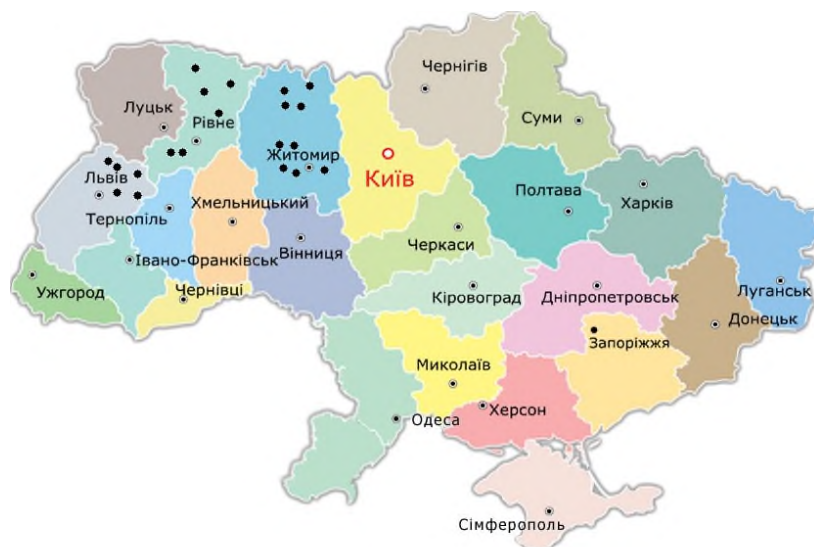 Чернігів
Луцьк
Рівне
Суми
Житомир
Київ
Львів
Тернопіль
Хмельницький
Полтава
Харків
Вінниця
Черкаси
Івано-Франківськ
Ужгород
Чернівці
Кіровоград
Дніпропетровськ
Луганськ
Донецьк
Запоріжжя
Миколаїв
Херсон
Одеса
Сімферополь